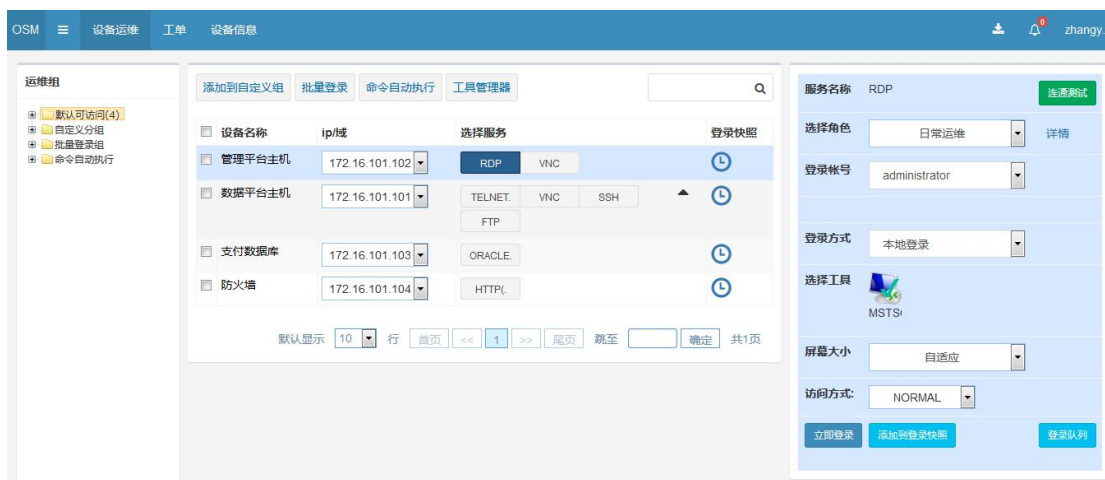 OSM 设备运维 工单 设备信息 0 zhangy.
运维组
默认可访问(4)
自定义分组
批量登录组
命令自动执行
添加到自定义组 批量登录 命令自动执行 工具管理器
设备名称 ip/域 选择服务 登录快照
管理平台主机 172.16.101.102 RDP VNC
数据平台主机 172.16.101.101 TELNET. VNC SSH
FTP
支付数据库 172.16.101.103 ORACLE.
防火墙 172.16.101.104 HTTP(.
默认显示 10 行 首页 << 1 >> 尾页 跳至 确定 共1页
服务名称 RDP 连通测试
选择角色 日常运维 详情
登录帐号 administrator
登录方式 本地登录
选择工具
MSTS(
屏幕大小 自适应
访问方式: NORMAL
立即登录 添加到登录快照 登录队列